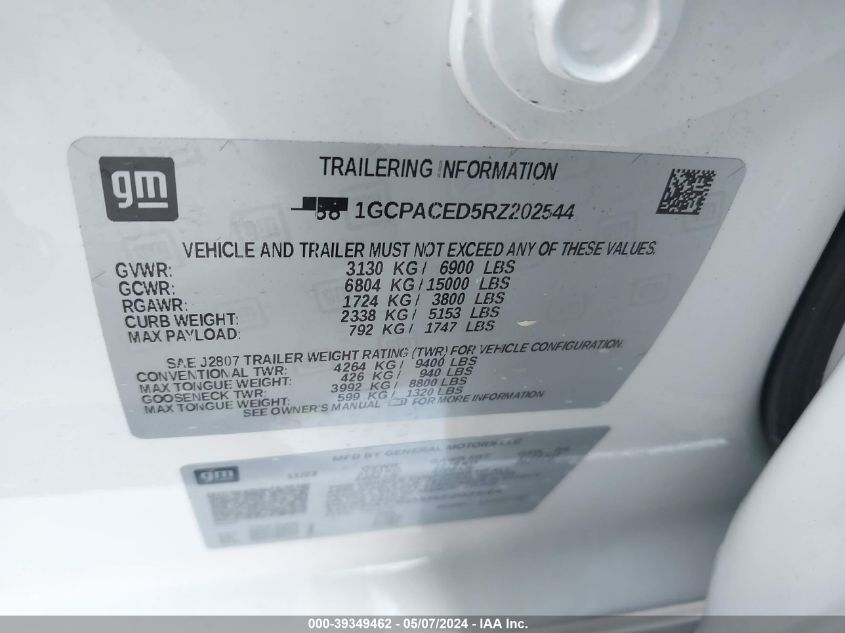 gm
TRAILERING INFORMATION
1GCPACED5RZ202544
VEHICLE AND TRAILER MUST NOT EXCEED ANY OF THESE VALUES.
GVWR: 3130 KG / 6900 LBS
GCWR: 6804 KG / 15000 LBS
RGAWR: 1724 KG / 3800 LBS
CURB WEIGHT: 2338 KG / 5153 LBS
MAX PAYLOAD: 792 KG / 1747 LBS
SAE J2807 TRAILER WEIGHT RATING (TWR) FOR VEHICLE CONFIGURATION.
CONVENTIONAL TWR: 4264 KG / 9400 LBS
MAX TONGUE WEIGHT: 426 KG / 940 LBS
GOOSENECK TWR: 3992 KG / 8800 LBS
MAX TONGUE WEIGHT: 599 KG / 1320 LBS
SEE OWNER'S MANUAL FOR MORE INFORMATION
gm
MFD BY GENERAL MOTORS LLC
11/23
GVWR
000-39349462 - 05/07/2024 - IAA Inc.